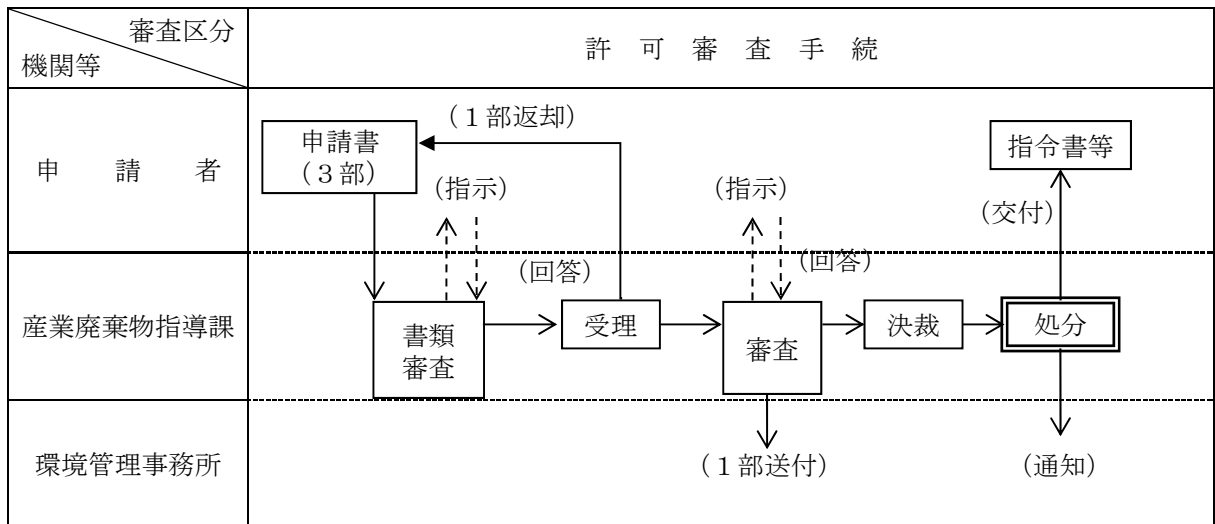 審査区分
機関等
許可審査手続
申請者
申請書
（３部）
（１部返却）
（指示）
（指示）
指令書等
（交付）
産業廃棄物指導課
（回答）
（回答）
書類
審査
受理
審査
決裁
処分
環境管理事務所
（１部送付）
（通知）